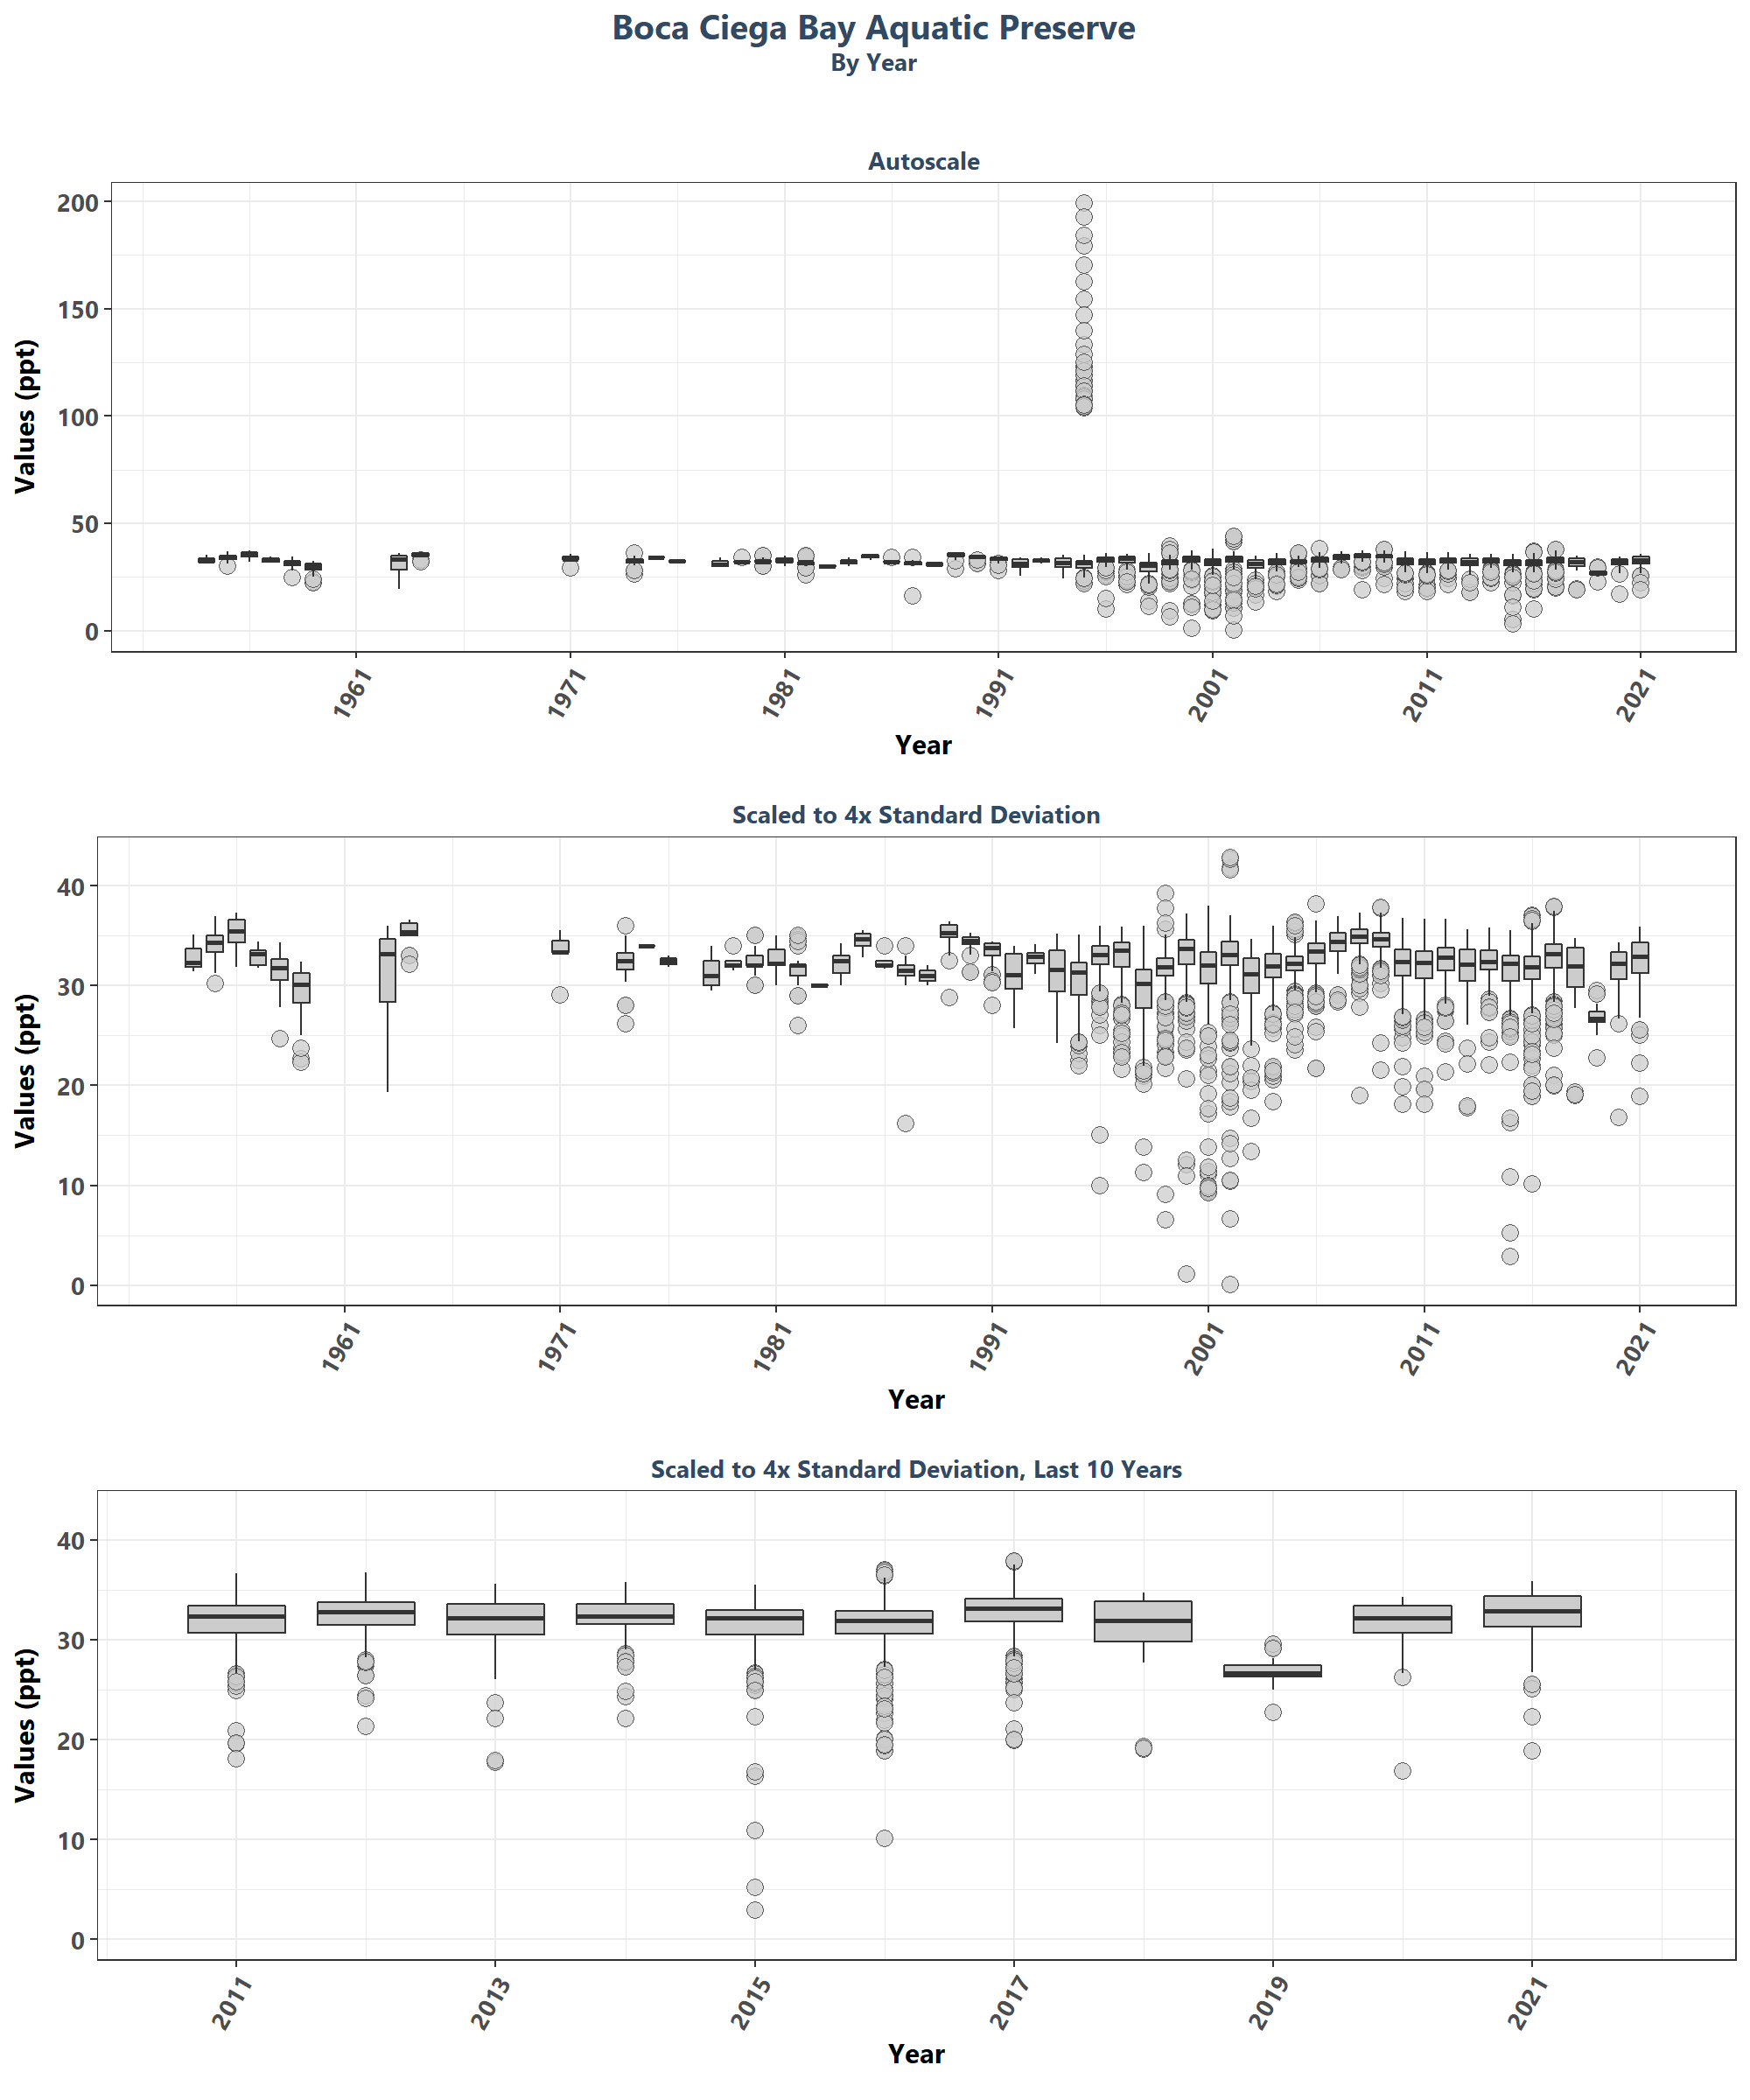 Boca Ciega Bay Aquatic Preserve
By Year
Autoscale
200
150
100
50
0
Values (ppt)
1961 1971 1981 1991 2001 2011 2021
Year
Scaled to 4x Standard Deviation
40
30
20
10
0
Values (ppt)
1961 1971 1981 1991 2001 2011 2021
Year
Scaled to 4x Standard Deviation, Last 10 Years
40
30
20
10
0
Values (ppt)
2011 2013 2015 2017 2019 2021
Year